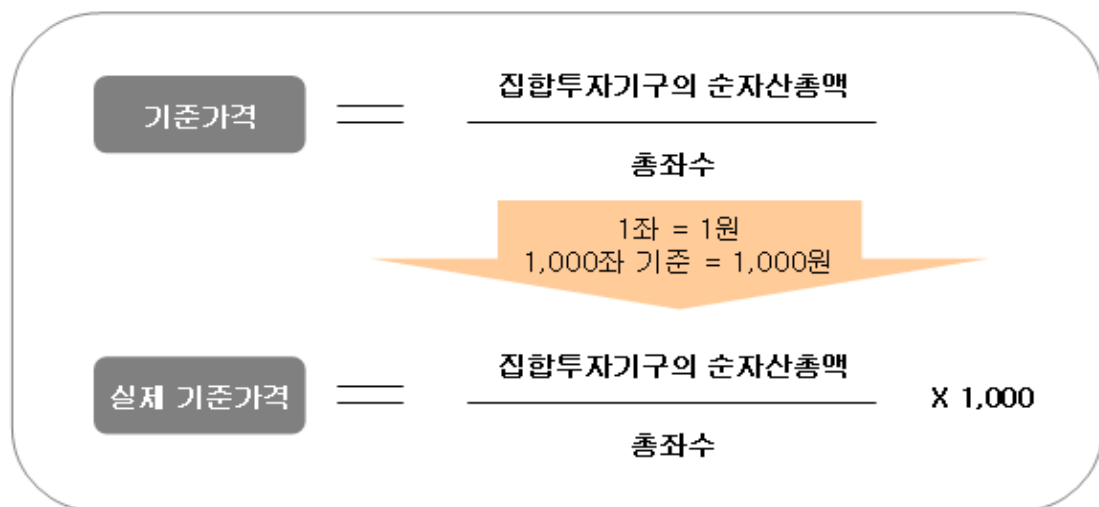 집합투자기구의 순자산총액
기준가격
총좌수
1좌 = 1원
1,000좌 기준 = 1,000원
집합투자기구의 순자산총액
실제 기준가격
X 1,000
총좌수